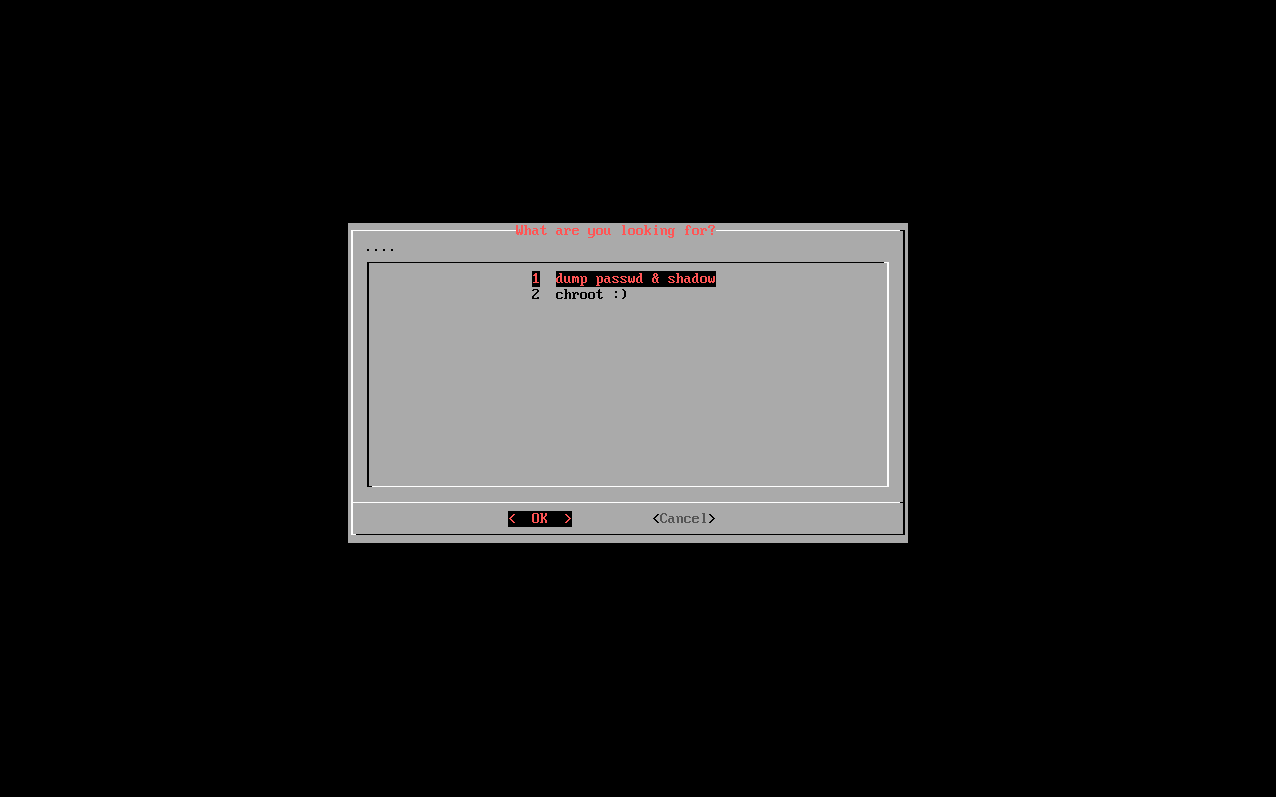 What are you looking for?
....
1 dump passwd & shadow
2 chroot :)
< OK > <Cancel>